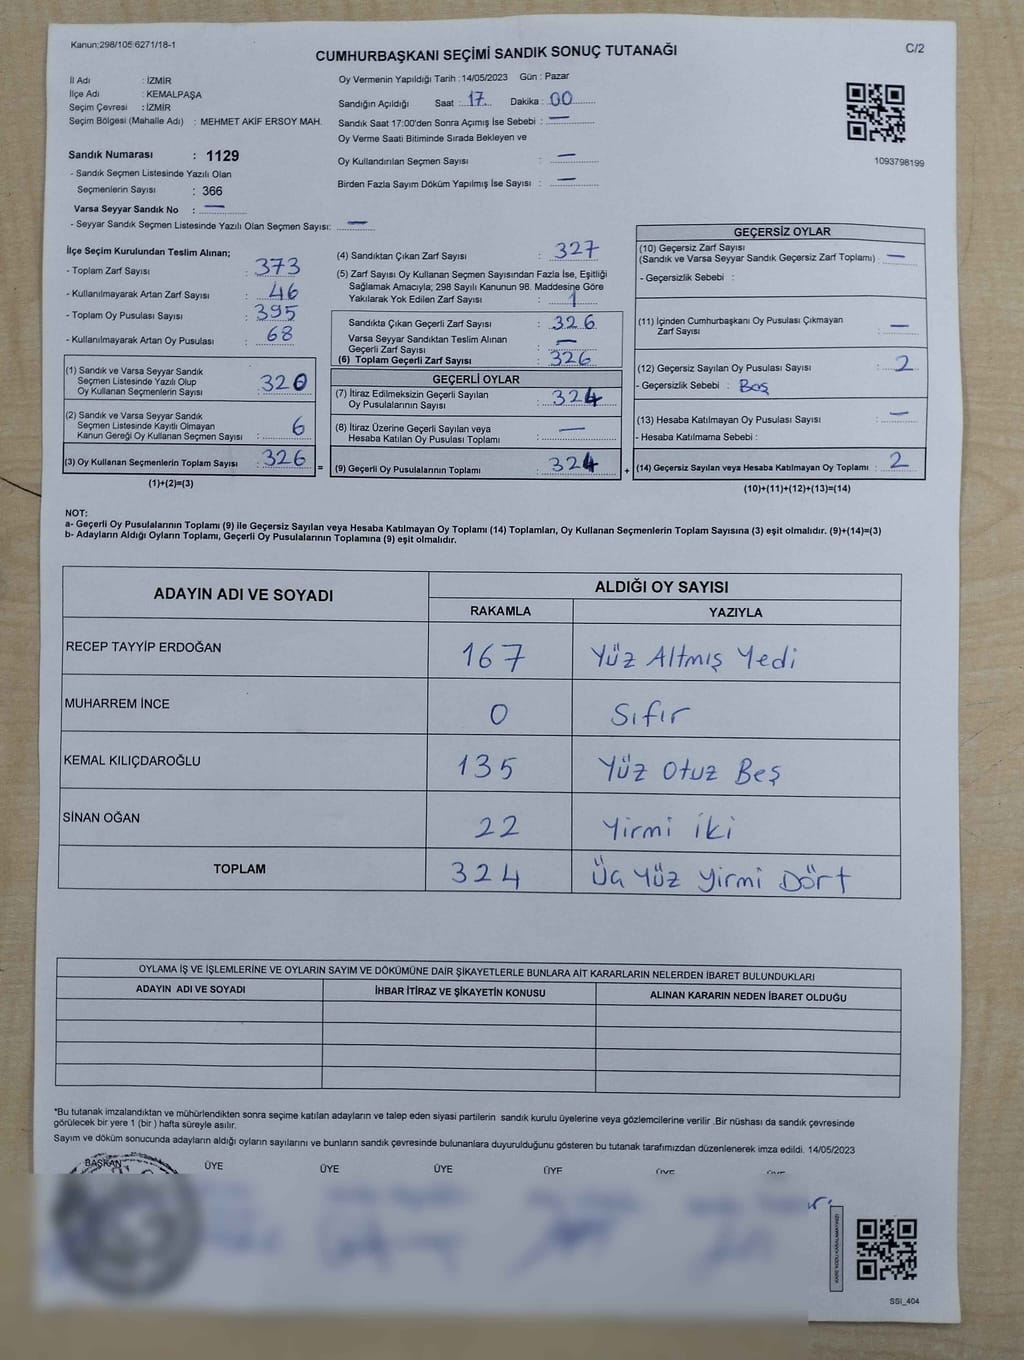 Kanun:298/105 6271/18-1
CUMHURBAŞKANI SEÇİMİ SANDIK SONUÇ TUTANAĞI
C/2
İl Adı : İZMİR
İlçe Adı : KEMALPAŞA
Seçim Çevresi : İZMİR
Seçim Bölgesi (Mahalle Adı) : MEHMET AKİF ERSOY MAH.
Sandık Numarası : 1129
- Sandık Seçmen Listesinde Yazılı Olan
Seçmenlerin Sayısı : 366
Varsa Seyyar Sandık No : —
- Seyyar Sandık Seçmen Listesinde Yazılı Olan Seçmen Sayısı: —
Oy Vermenin Yapıldığı Tarih : 14/05/2023 Gün : Pazar
Sandığın Açıldığı Saat : 17 Dakika : 00
Sandık Saat 17:00'den Sonra Açımış İse Sebebi : —
Oy Verme Saati Bitiminde Sırada Bekleyen ve
Oy Kullandırılan Seçmen Sayısı : —
Birden Fazla Sayım Döküm Yapılmış İse Sayısı : —
1093798199
İlçe Seçim Kurulundan Teslim Alınan;
- Toplam Zarf Sayısı : 373
- Kullanılmayarak Artan Zarf Sayısı : 46
- Toplam Oy Pusulası Sayısı : 395
- Kullanılmayarak Artan Oy Pusulası : 68
(1) Sandık ve Varsa Seyyar Sandık
Seçmen Listesinde Yazılı Olup
Oy Kullanan Seçmenlerin Sayısı : 320
(2) Sandık ve Varsa Seyyar Sandık
Seçmen Listesinde Kayıtlı Olmayan
Kanun Gereği Oy Kullanan Seçmen Sayısı : 6
(3) Oy Kullanan Seçmenlerin Toplam Sayısı : 326
(1)+(2)=(3)
=
(4) Sandıktan Çıkan Zarf Sayısı : 327
(5) Zarf Sayısı Oy Kullanan Seçmen Sayısından Fazla İse, Eşitliği
Sağlamak Amacıyla; 298 Sayılı Kanunun 98. Maddesine Göre
Yakılarak Yok Edilen Zarf Sayısı : 1
Sandıkta Çıkan Geçerli Zarf Sayısı : 326
Varsa Seyyar Sandıktan Teslim Alınan
Geçerli Zarf Sayısı : —
(6) Toplam Geçerli Zarf Sayısı : 326
GEÇERLİ OYLAR
(7) İtiraz Edilmeksizin Geçerli Sayılan
Oy Pusulalarının Sayısı : 324
(8) İtiraz Üzerine Geçerli Sayılan veya
Hesaba Katılan Oy Pusulası Toplamı : —
(9) Geçerli Oy Pusulalarının Toplamı : 324
+
GEÇERSİZ OYLAR
(10) Geçersiz Zarf Sayısı
(Sandık ve Varsa Seyyar Sandık Geçersiz Zarf Toplamı) : —
- Geçersizlik Sebebi :
(11) İçinden Cumhurbaşkanı Oy Pusulası Çıkmayan
Zarf Sayısı : —
(12) Geçersiz Sayılan Oy Pusulası Sayısı : 2
- Geçersizlik Sebebi : Boş
(13) Hesaba Katılmayan Oy Pusulası Sayısı : —
- Hesaba Katılmama Sebebi :
(14) Geçersiz Sayılan veya Hesaba Katılmayan Oy Toplamı : 2
(10)+(11)+(12)+(13)=(14)
NOT:
a- Geçerli Oy Pusulalarının Toplamı (9) ile Geçersiz Sayılan veya Hesaba Katılmayan Oy Toplamı (14) Toplamları, Oy Kullanan Seçmenlerin Toplam Sayısına (3) eşit olmalıdır. (9)+(14)=(3)
b- Adayların Aldığı Oyların Toplamı, Geçerli Oy Pusulalarının Toplamına (9) eşit olmalıdır.
ADAYIN ADI VE SOYADI ALDIĞI OY SAYISI
RAKAMLA YAZIYLA
RECEP TAYYİP ERDOĞAN 167 Yüz Altmış Yedi
MUHARREM İNCE 0 Sıfır
KEMAL KILIÇDAROĞLU 135 Yüz Otuz Beş
SİNAN OĞAN 22 Yirmi İki
TOPLAM 324 Üç Yüz Yirmi Dört
OYLAMA İŞ VE İŞLEMLERİNE VE OYLARIN SAYIM VE DÖKÜMÜNE DAİR ŞİKAYETLERLE BUNLARA AİT KARARLARIN NELERDEN İBARET BULUNDUKLARI
ADAYIN ADI VE SOYADI İHBAR İTİRAZ VE ŞİKAYETİN KONUSU ALINAN KARARIN NEDEN İBARET OLDUĞU
*Bu tutanak imzalandıktan ve mühürlendikten sonra seçime katılan adayların ve talep eden siyasi partilerin sandık kurulu üyelerine veya gözlemcilerine verilir .Bir nüshası da sandık çevresinde
görülecek bir yere 1 (bir ) hafta süreyle asılır.
Sayım ve döküm sonucunda adayların aldığı oyların sayılarını ve bunların sandık çevresinde bulunanlara duyurulduğunu gösteren bu tutanak tarafımızdan düzenlenerek imza edildi. 14/05/2023
BAŞKAN ÜYE ÜYE ÜYE ÜYE ÜYE ÜYE
KARE KODU KARALAMAYINIZ!
SSI_404